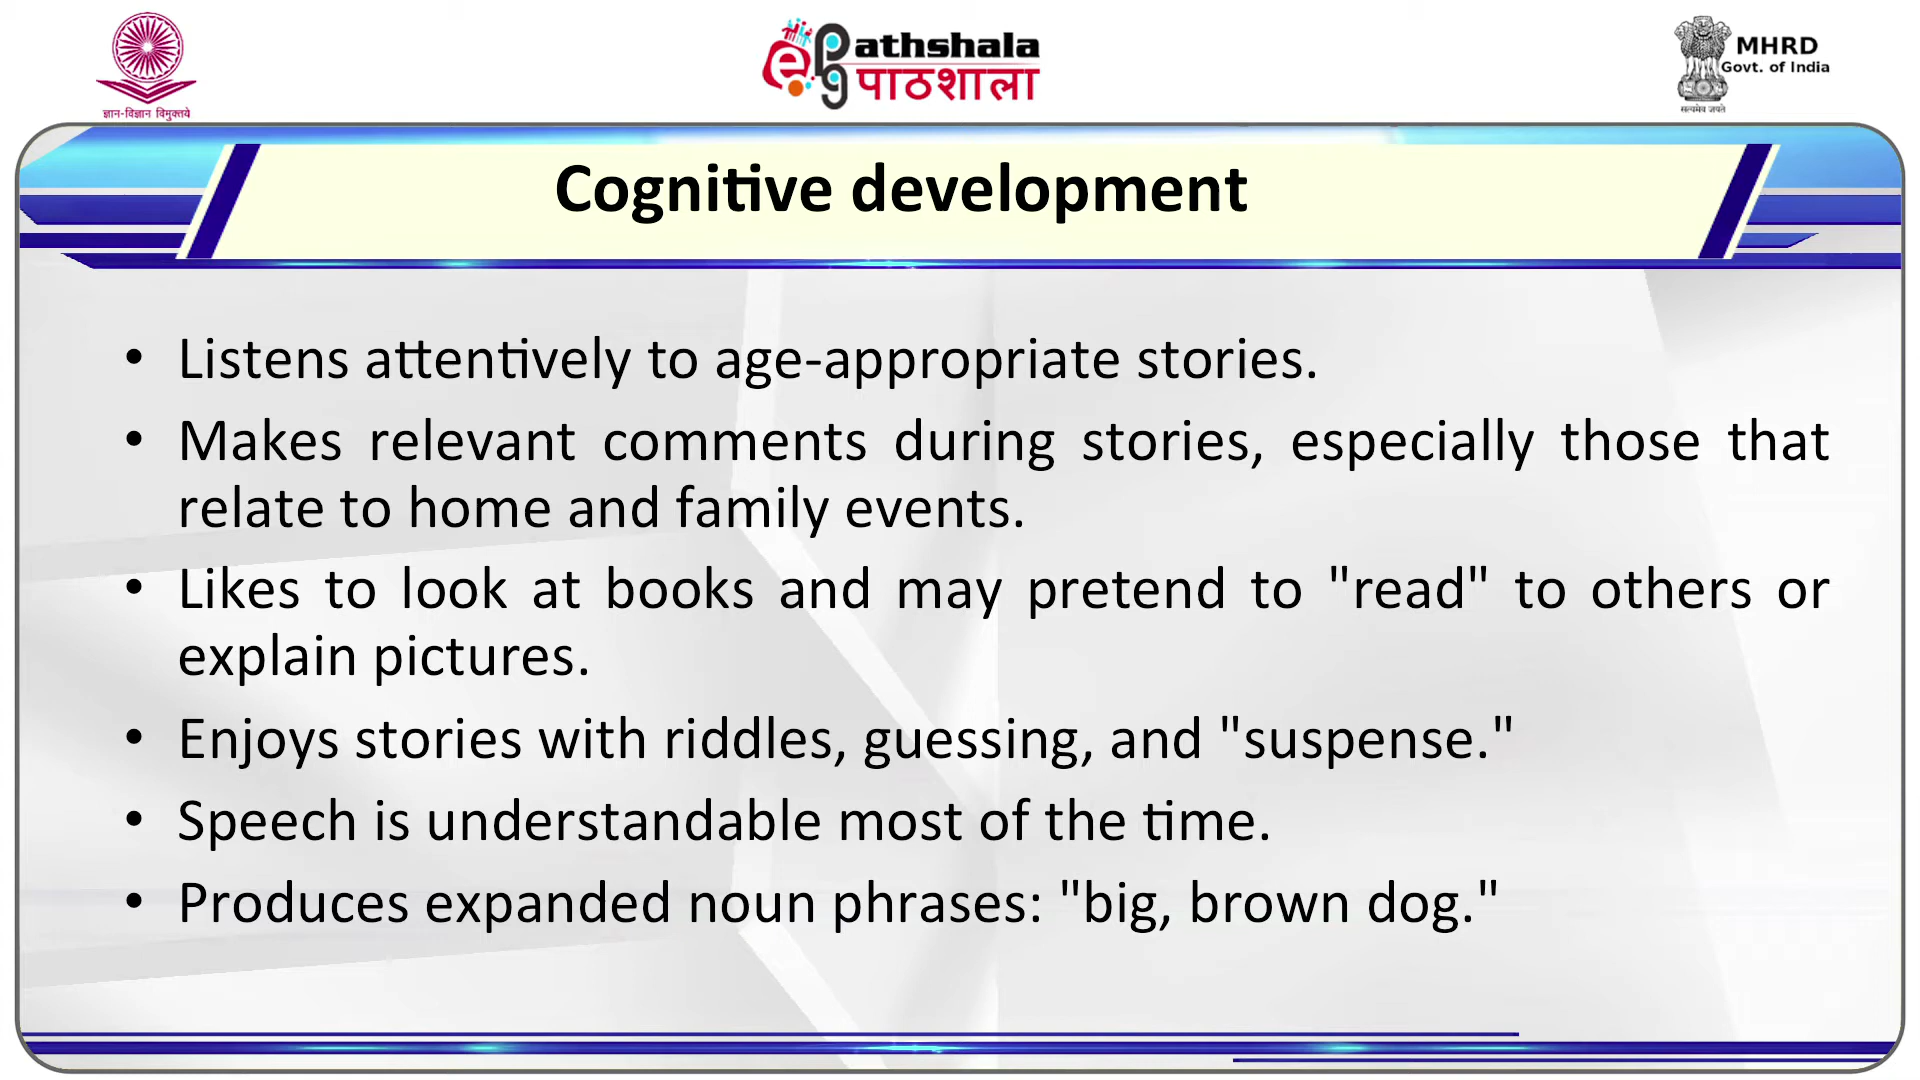 ज्ञान-विज्ञान विमुक्तये
e pg Pathshala
पाठशाला
MHRD
Govt. of India
सत्यमेव जयते
Cognitive development
• Listens attentively to age-appropriate stories.
• Makes relevant comments during stories, especially those that
relate to home and family events.
• Likes to look at books and may pretend to "read" to others or
explain pictures.
• Enjoys stories with riddles, guessing, and "suspense."
• Speech is understandable most of the time.
• Produces expanded noun phrases: "big, brown dog."